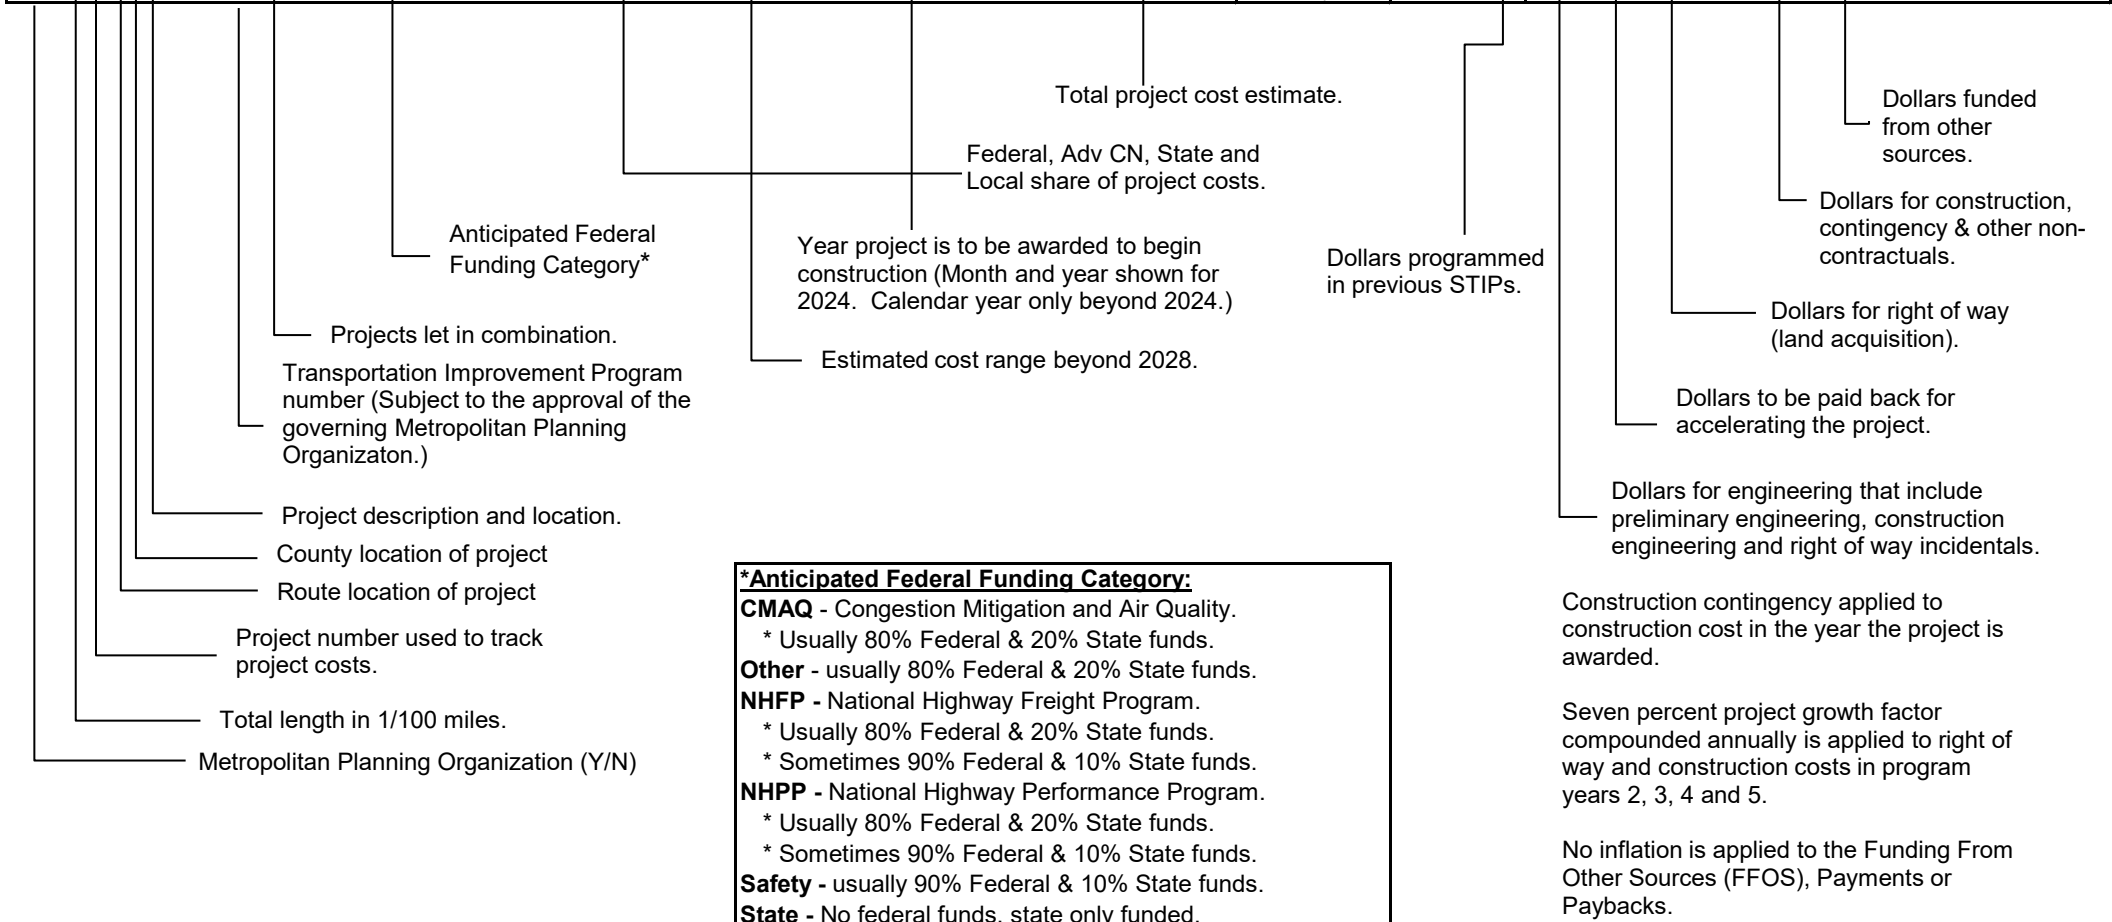 Total project cost estimate.
Dollars funded
from other
sources.
Federal, Adv CN, State and
Local share of project costs.
Dollars for construction,
contingency & other non-
contractuals.
Anticipated Federal
Funding Category*
Year project is to be awarded to begin
construction (Month and year shown for
2024.  Calendar year only beyond 2024.)
Dollars programmed
in previous STIPs.
Dollars for right of way
(land acquisition).
Projects let in combination.
Estimated cost range beyond 2028.
Transportation Improvement Program
number (Subject to the approval of the
governing Metropolitan Planning
Organizaton.)
Dollars to be paid back for
accelerating the project.
Project description and location.
County location of project
Route location of project
Project number used to track
project costs.
Total length in 1/100 miles.
Metropolitan Planning Organization (Y/N)
Dollars for engineering that include
preliminary engineering, construction
engineering and right of way incidentals.
*Anticipated Federal Funding Category:
CMAQ - Congestion Mitigation and Air Quality.
* Usually 80% Federal & 20% State funds.
Other - usually 80% Federal & 20% State funds.
NHFP - National Highway Freight Program.
* Usually 80% Federal & 20% State funds.
* Sometimes 90% Federal & 10% State funds.
NHPP - National Highway Performance Program.
* Usually 80% Federal & 20% State funds.
* Sometimes 90% Federal & 10% State funds.
Safety - usually 90% Federal & 10% State funds.
State - No federal funds, state only funded.
Construction contingency applied to
construction cost in the year the project is
awarded.
Seven percent project growth factor
compounded annually is applied to right of
way and construction costs in program
years 2, 3, 4 and 5.
No inflation is applied to the Funding From
Other Sources (FFOS), Payments or
Paybacks.